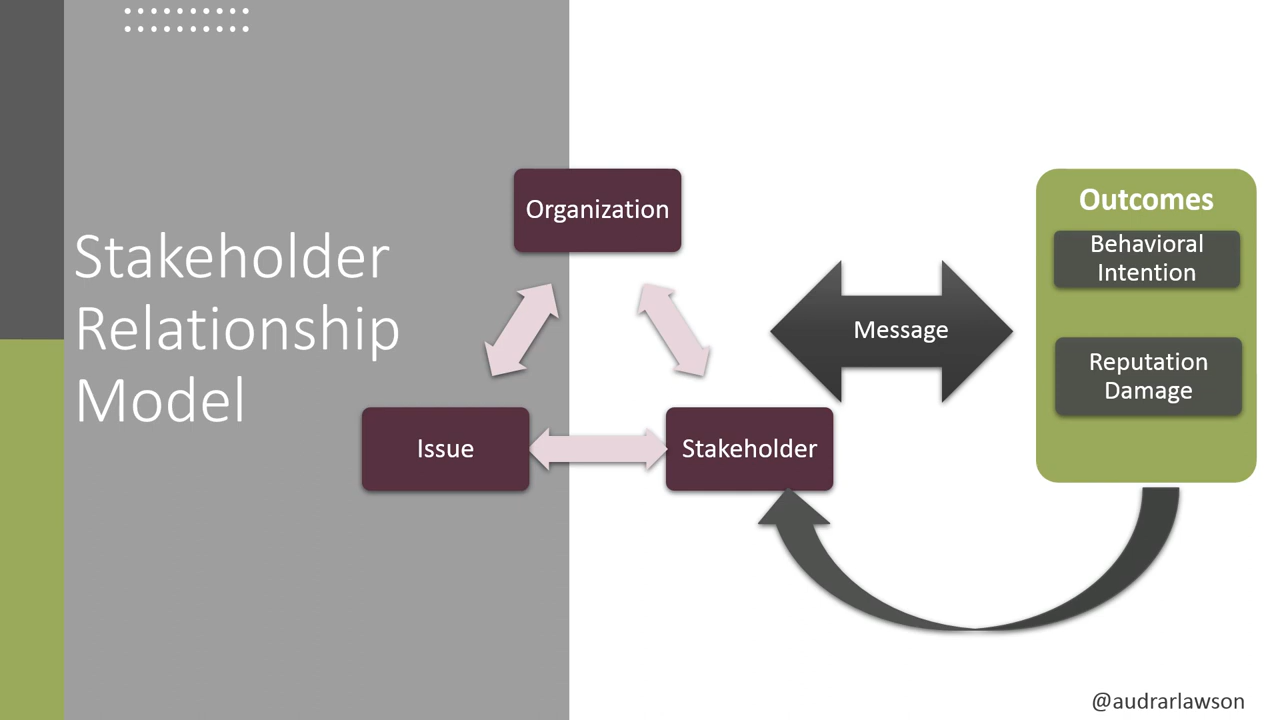 Stakeholder
Relationship
Model
Organization
Issue
Stakeholder
Message
Outcomes
Behavioral
Intention
Reputation
Damage
@audrarlawson